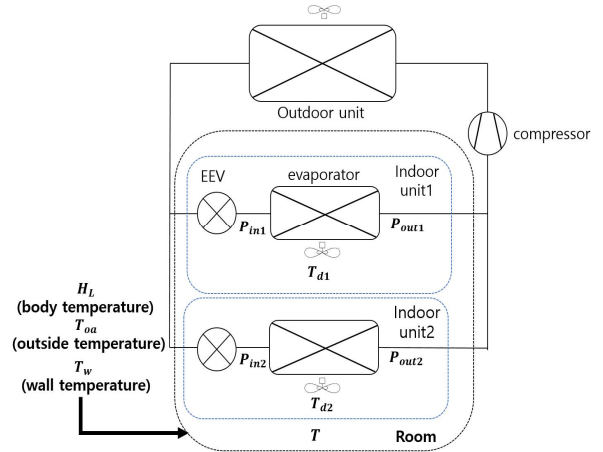 Outdoor unit
compressor
EEV
evaporator
Indoor
unit1
P_in1
P_out1
T_d1
H_L
(body temperature)
T_oa
(outside temperature)
T_w
(wall temperature)
Indoor
unit2
P_in2
P_out2
T_d2
T
Room